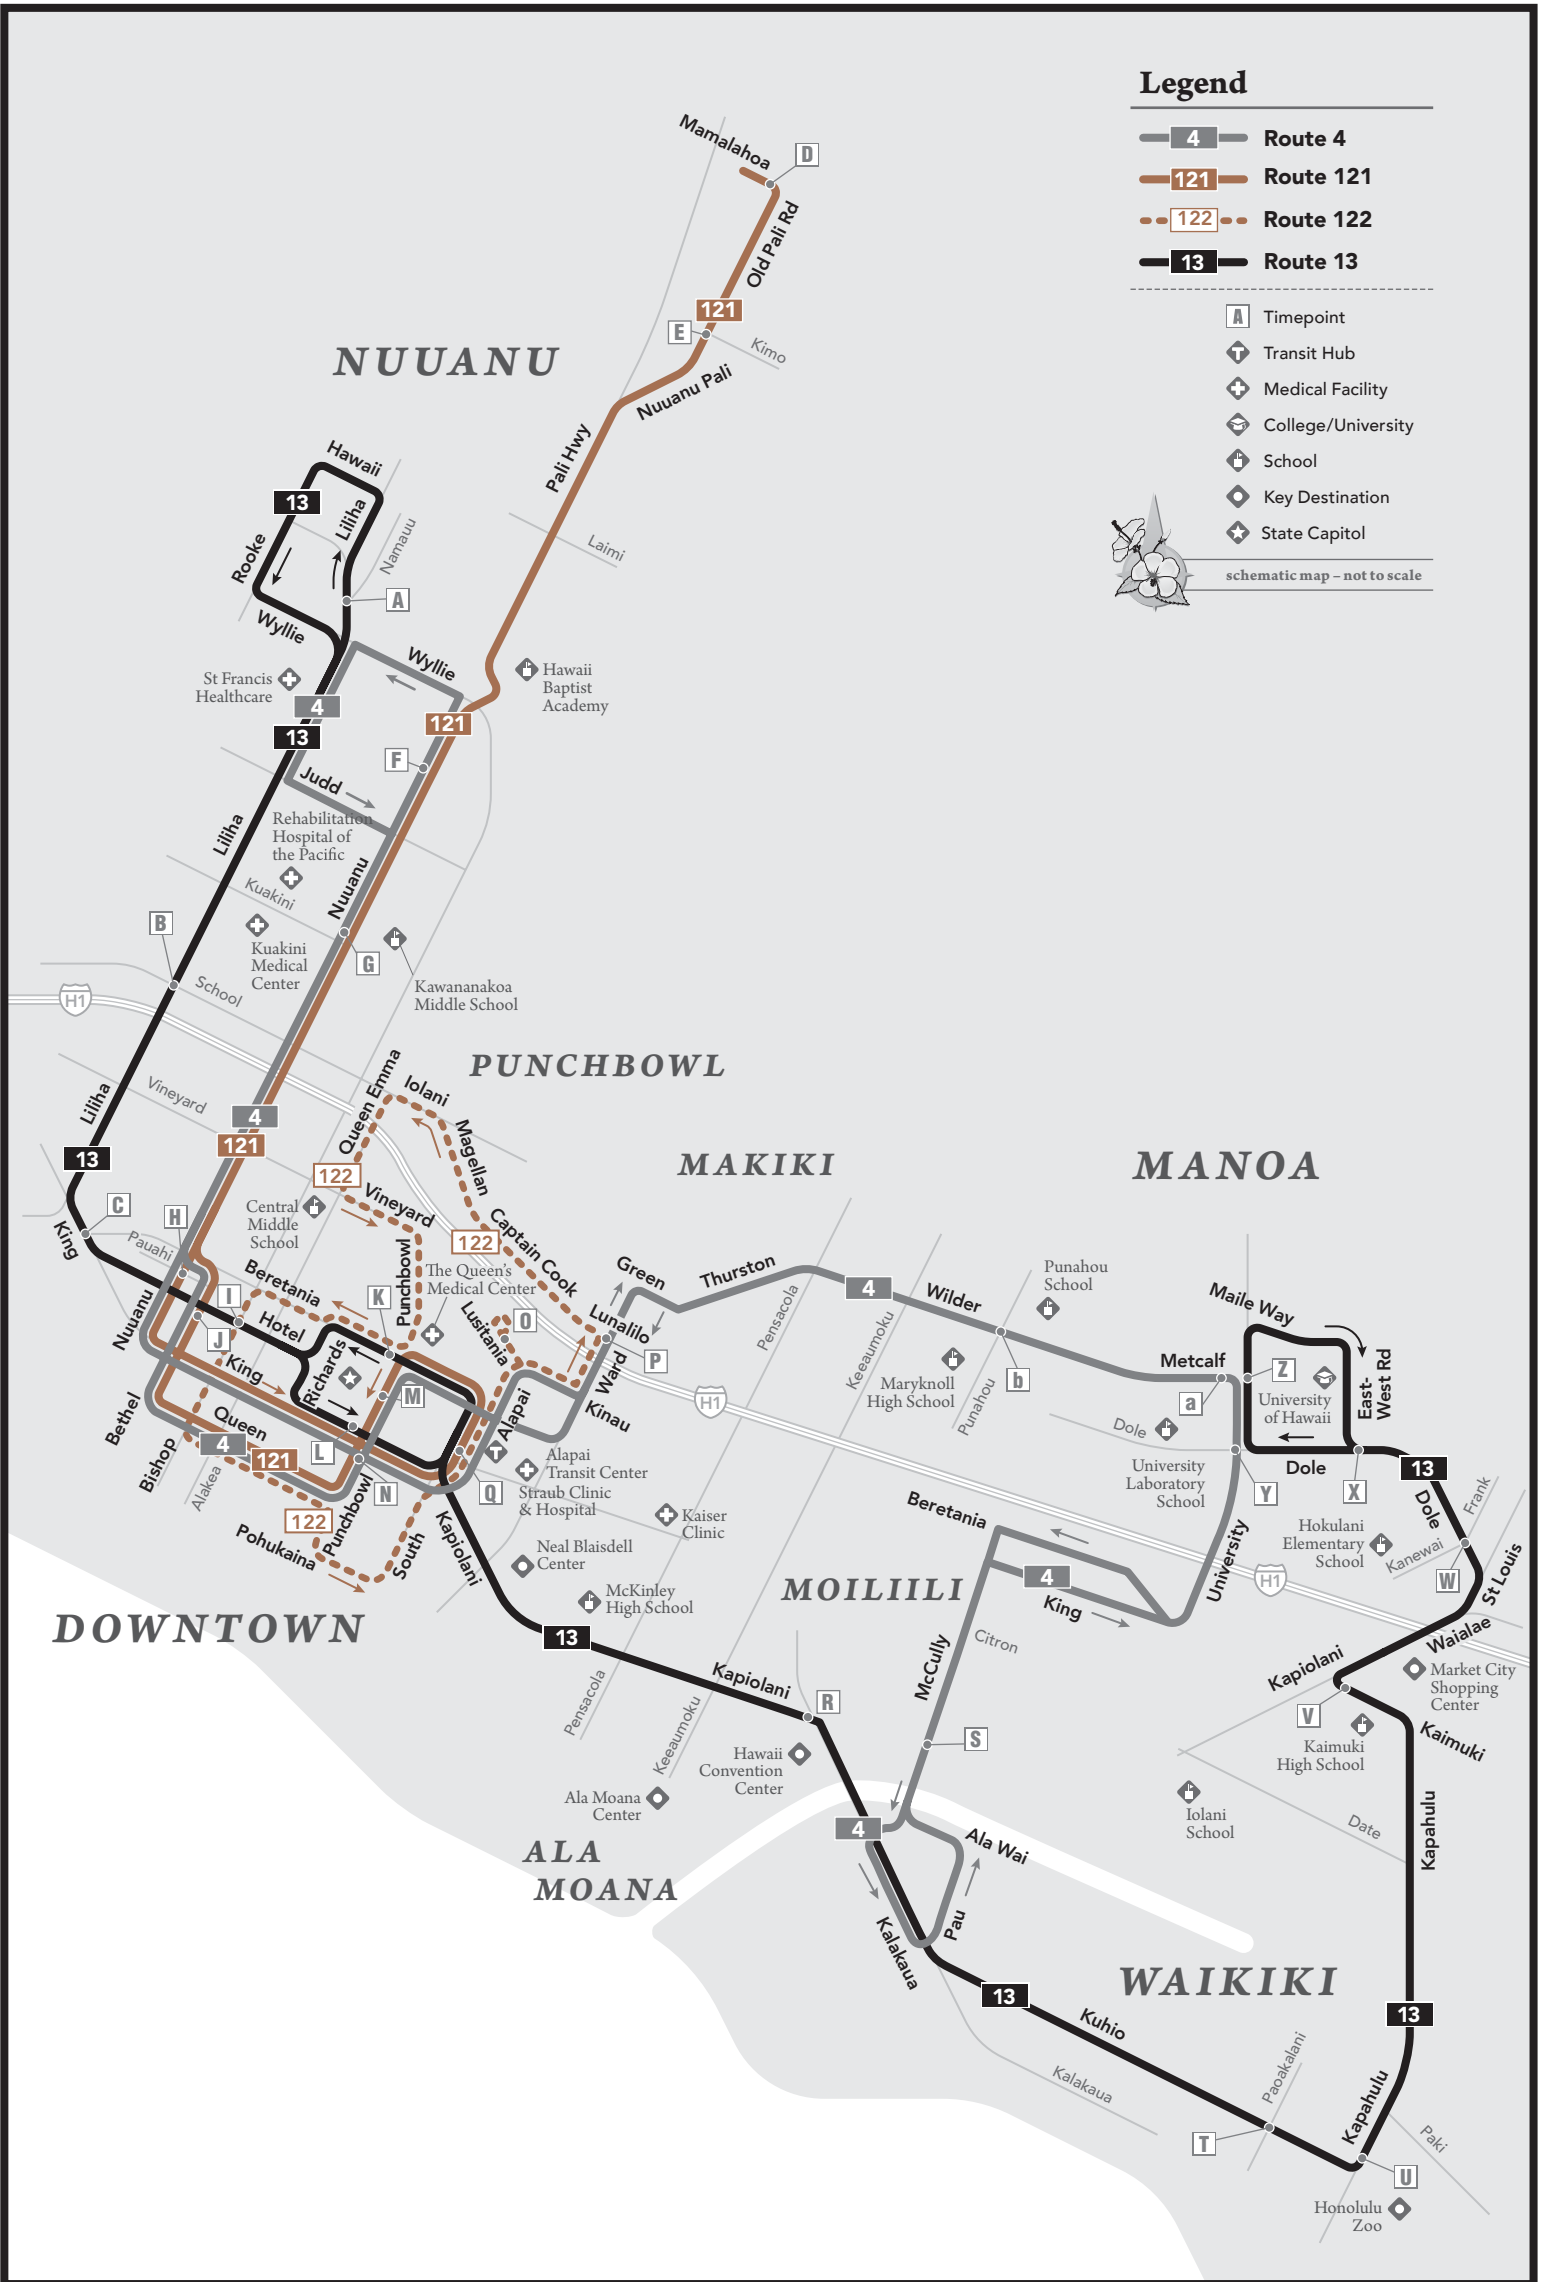 Legend
4
Route 4
121
Route 121
122
Route 122
13
Route 13
A
Timepoint
Transit Hub
Medical Facility
College/University
School
Key Destination
State Capitol
schematic map – not to scale
Mamalahoa
D
Old Pali Rd
121
E
Kimo
NUUANU
Nuuanu Pali
Pali Hwy
Hawaii
13
Liliha
Namauu
Rooke
Laimi
A
Wyllie
Wyllie
St Francis
Healthcare
4
13
Hawaii
Baptist
Academy
121
F
Judd
Rehabilitation
Hospital of
the Pacific
Liliha
Kuakini
Nuuanu
B
Kuakini
Medical
Center
G
Kawananakoa
Middle School
School
H1
PUNCHBOWL
Vineyard
Liliha
Queen Emma
Iolani
4
121
Magellan
13
122
MAKIKI
MANOA
Central
Middle
School
Vineyard
C
H
King
Pauahi
122
Captain Cook
Punchbowl
The Queen's
Medical Center
Beretania
I
K
Green
Thurston
4
Wilder
Punahou
School
Maile Way
Nuuanu
J
Hotel
Lusitania
O
Lunalilo
P
Pensacola
Keeaumoku
b
Metcalf
Z
King
Richards
M
Ward
H1
Maryknoll
High School
Punahou
a
University
of Hawaii
East-
West Rd
Bethel
Queen
Alapai
Kinau
Dole
4
121
L
Bishop
Alakea
N
Q
Alapai
Transit Center
Straub Clinic
& Hospital
University
Laboratory
School
Y
Dole
X
13
122
Punchbowl
Pohukaina
South
Kapiolani
Kaiser
Clinic
Beretania
Dole
Frank
Neal Blaisdell
Center
Hokulani
Elementary
School
Kanewai
University
H1
W
St Louis
McKinley
High School
MOILIILI
4
King
DOWNTOWN
13
Citron
Waialae
Kapiolani
McCully
Kapiolani
Market City
Shopping
Center
Pensacola
Keeaumoku
R
V
Kaimuki
Kaimuki
High School
Hawaii
Convention
Center
S
Ala Moana
Center
Iolani
School
Date
4
ALA
MOANA
Ala Wai
Kapahulu
Pau
Kalakaua
WAIKIKI
13
13
Kuhio
Paoakalani
Kalakaua
Kapahulu
Paki
T
U
Honolulu
Zoo